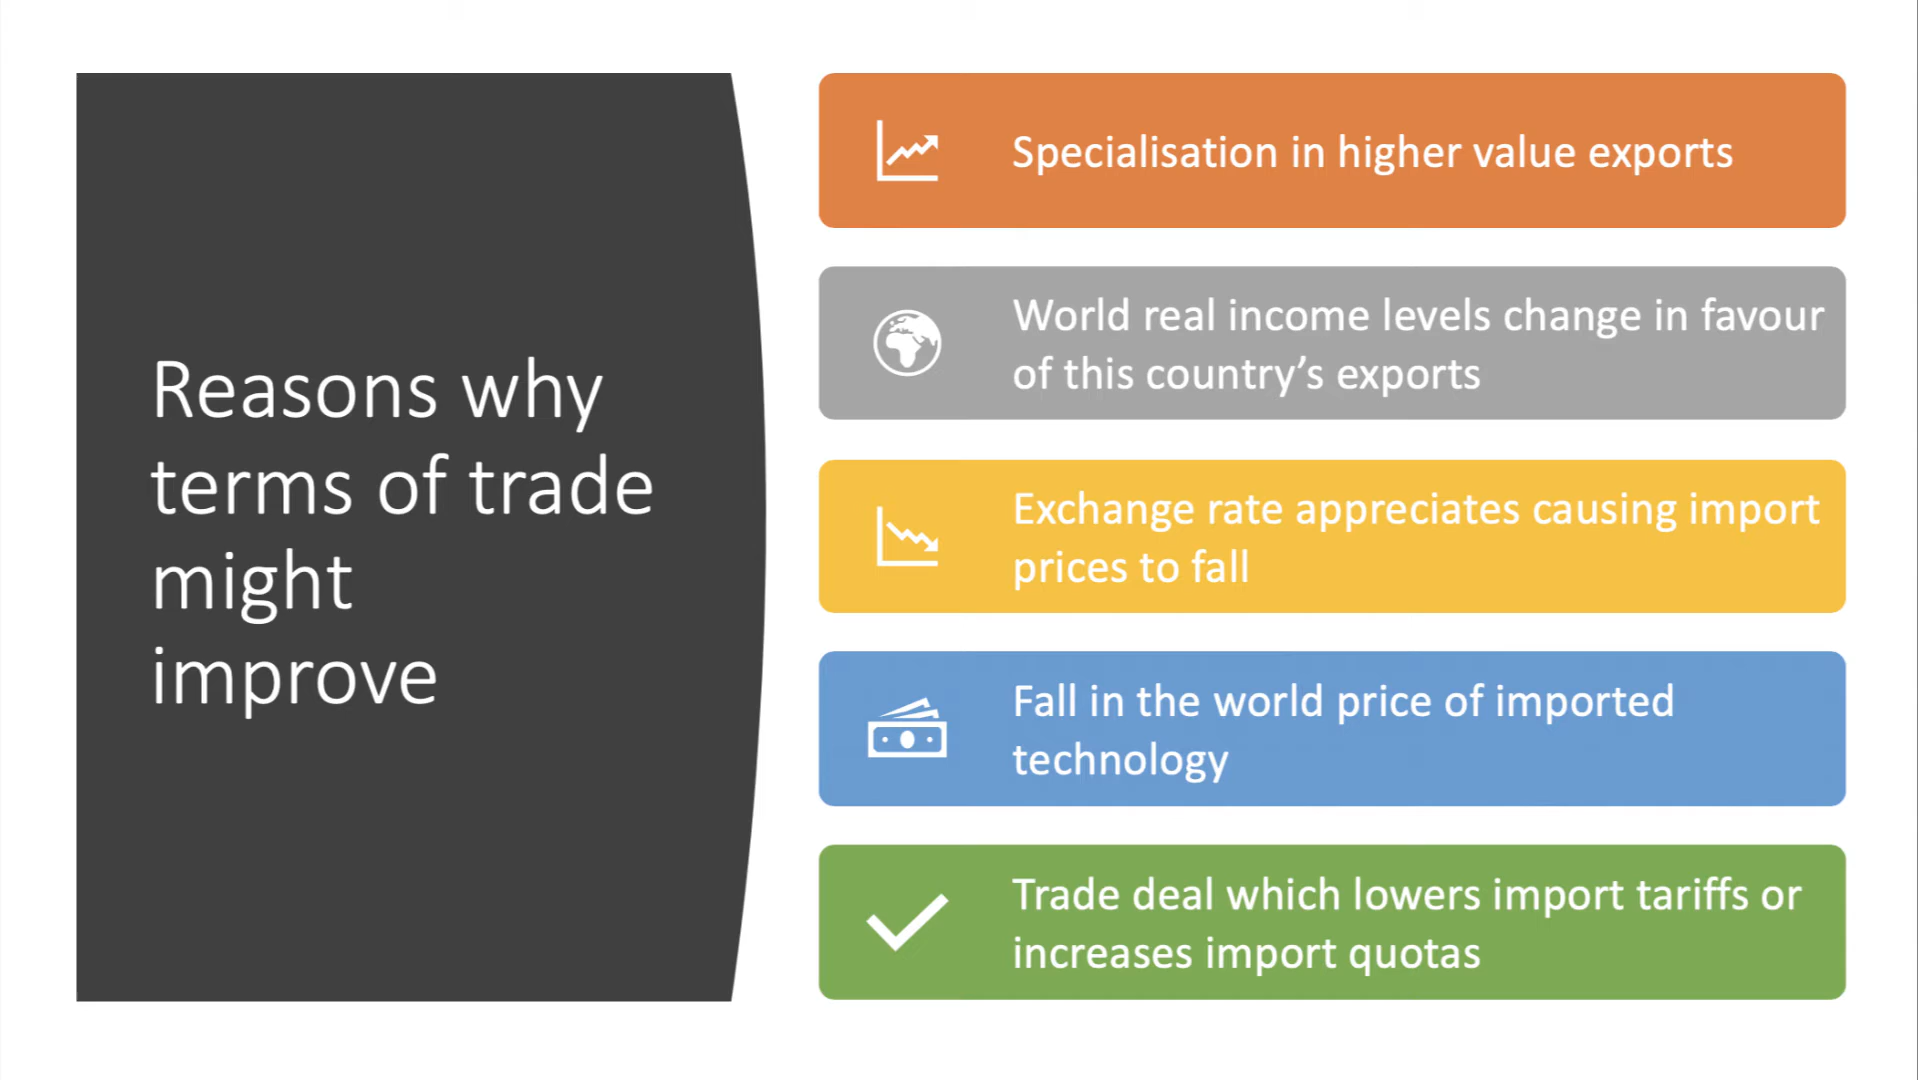 Reasons why
terms of trade
might
improve
Specialisation in higher value exports
World real income levels change in favour
of this country’s exports
Exchange rate appreciates causing import
prices to fall
Fall in the world price of imported
technology
Trade deal which lowers import tariffs or
increases import quotas